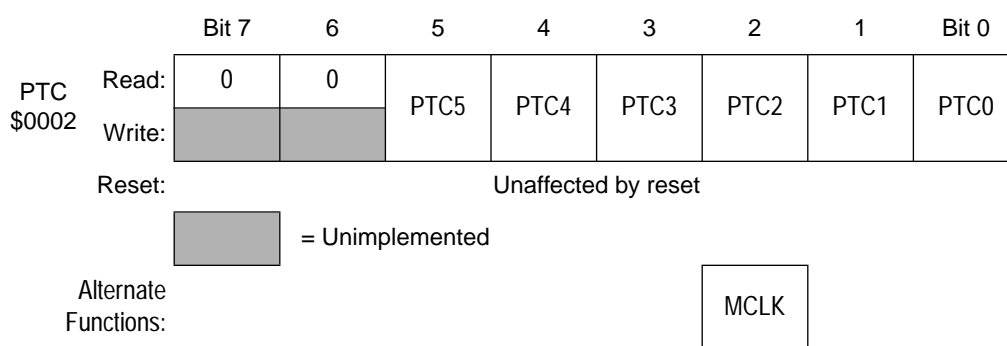 Bit 7 6 5 4 3 2 1 Bit 0
PTC
$0002
Read: 0 0
PTC5 PTC4 PTC3 PTC2 PTC1 PTC0
Write:
Reset: Unaffected by reset
= Unimplemented
Alternate
Functions:
MCLK